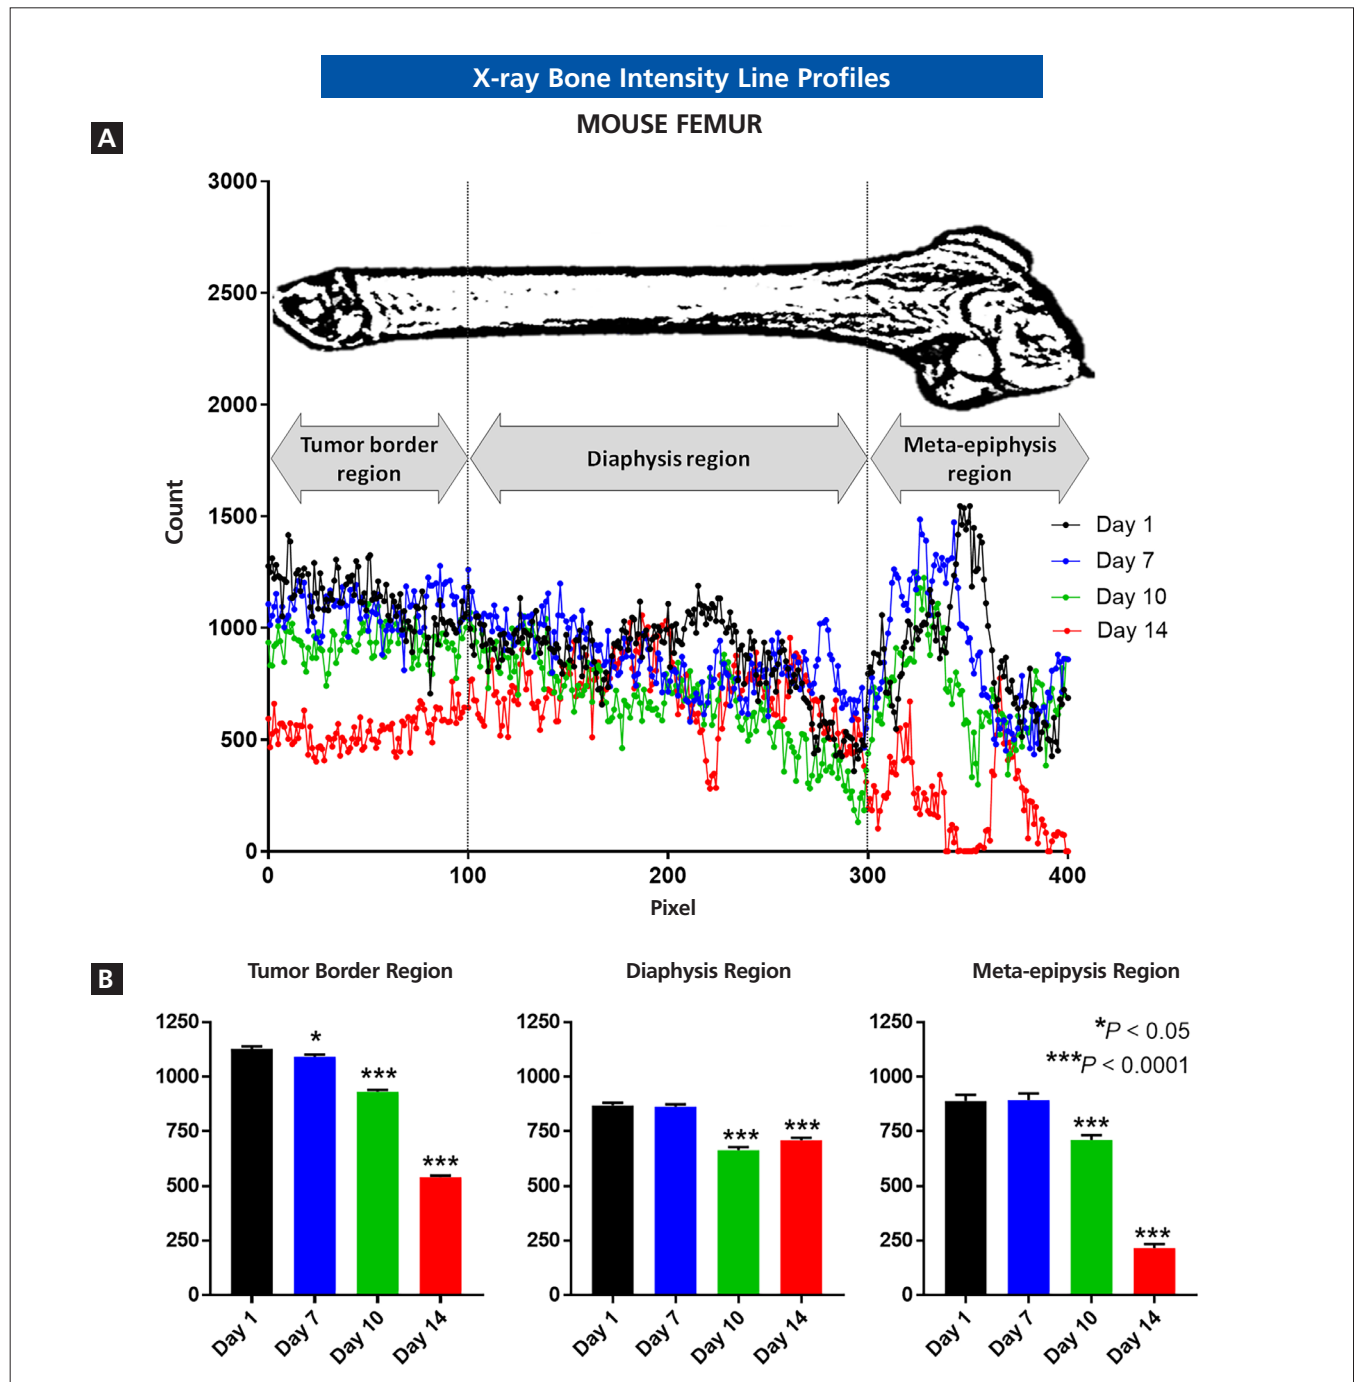 X-ray Bone Intensity Line Profiles
MOUSE FEMUR
A
3000
2500
2000
1500
1000
500
0
Count
Tumor border
region
Diaphysis region
Meta-epiphysis
region
Day 1
Day 7
Day 10
Day 14
0 100 200 300 400
Pixel
B
Tumor Border Region
1250
1000
750
500
250
0
*
***
***
Day 1 Day 7 Day 10 Day 14
Diaphysis Region
1250
1000
750
500
250
0
***
***
Day 1 Day 7 Day 10 Day 14
Meta-epipysis Region
*P < 0.05
***P < 0.0001
1250
1000
750
500
250
0
***
***
Day 1 Day 7 Day 10 Day 14